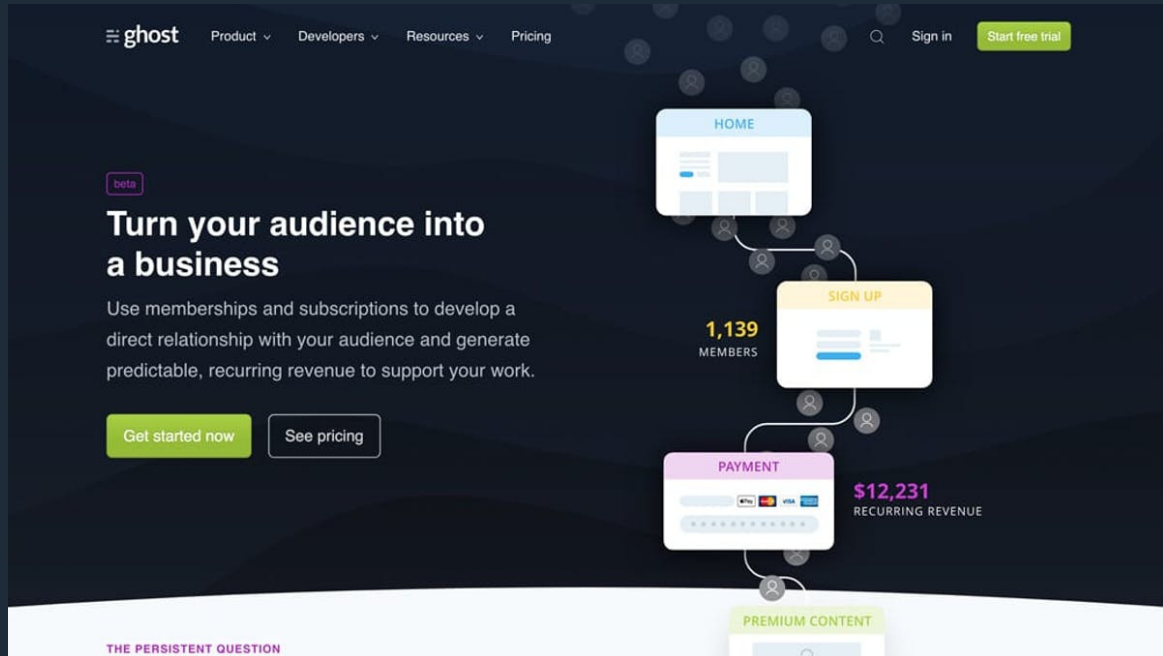 ghost
Product
Developers
Resources
Pricing
Sign in
Start free trial
beta
Turn your audience into
a business
Use memberships and subscriptions to develop a
direct relationship with your audience and generate
predictable, recurring revenue to support your work.
Get started now
See pricing
HOME
SIGN UP
1,139
MEMBERS
PAYMENT
Pay
VISA
$12,231
RECURRING REVENUE
PREMIUM CONTENT
THE PERSISTENT QUESTION